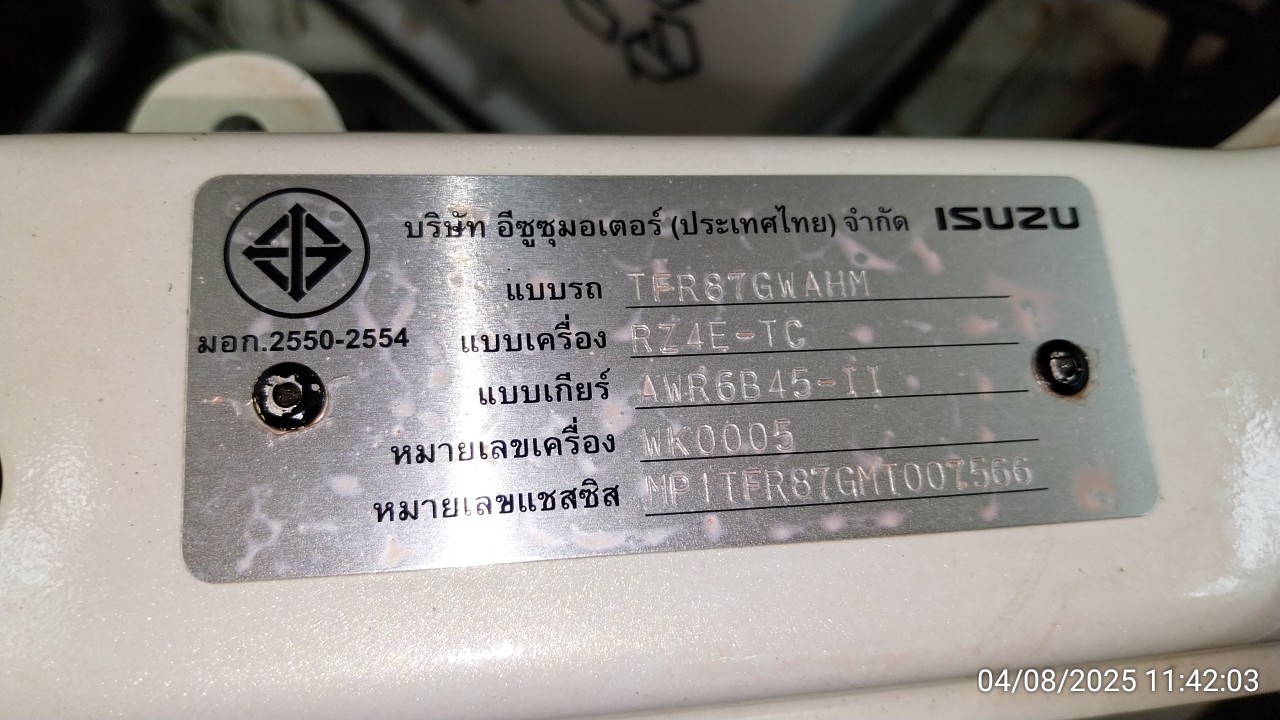 บริษัท อีซูซุมอเตอร์ (ประเทศไทย) จำกัด ISUZU
แบบรถ TFR87GWAHM
มอก.2550-2554
แบบเครื่อง RZ4E-TC
แบบเกียร์ AWR6B45-II
หมายเลขเครื่อง WK0005
หมายเลขแชสซิส MP1TFR87GMT007566
04/08/2025 11:42:03